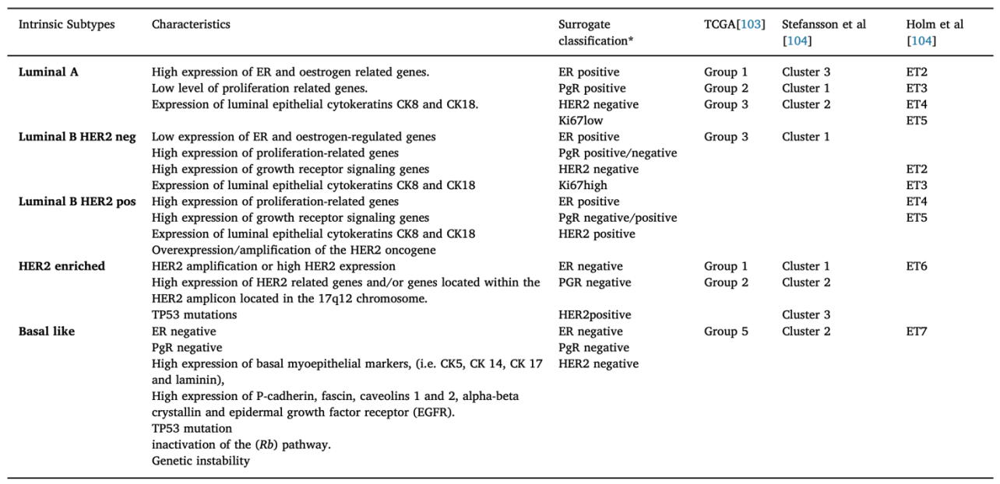 Intrinsic Subtypes Characteristics Surrogate classification* TCGA[103] Stefansson et al [104] Holm et al [104]
Luminal A High expression of ER and oestrogen related genes. ER positive Group 1 Cluster 3 ET2
Low level of proliferation related genes. PgR positive Group 2 Cluster 1 ET3
Expression of luminal epithelial cytokeratins CK8 and CK18. HER2 negative Group 3 Cluster 2 ET4
Ki67low ET5
Luminal B HER2 neg Low expression of ER and oestrogen-regulated genes ER positive Group 3 Cluster 1
High expression of proliferation-related genes PgR positive/negative
High expression of growth receptor signaling genes HER2 negative ET2
Expression of luminal epithelial cytokeratins CK8 and CK18 Ki67high ET3
Luminal B HER2 pos High expression of proliferation-related genes ER positive ET4
High expression of growth receptor signaling genes PgR negative/positive ET5
Expression of luminal epithelial cytokeratins CK8 and CK18 HER2 positive
Overexpression/amplification of the HER2 oncogene
HER2 enriched HER2 amplification or high HER2 expression ER negative Group 1 Cluster 1 ET6
High expression of HER2 related genes and/or genes located within the PGR negative Group 2 Cluster 2
HER2 amplicon located in the 17q12 chromosome.
TP53 mutations HER2positive Cluster 3
Basal like ER negative ER negative Group 5 Cluster 2 ET7
PgR negative PgR negative
High expression of basal myoepithelial markers, (i.e. CK5, CK 14, CK 17 HER2 negative
and laminin),
High expression of P-cadherin, fascin, caveolins 1 and 2, alpha-beta
crystallin and epidermal growth factor receptor (EGFR).
TP53 mutation
inactivation of the (Rb) pathway.
Genetic instability